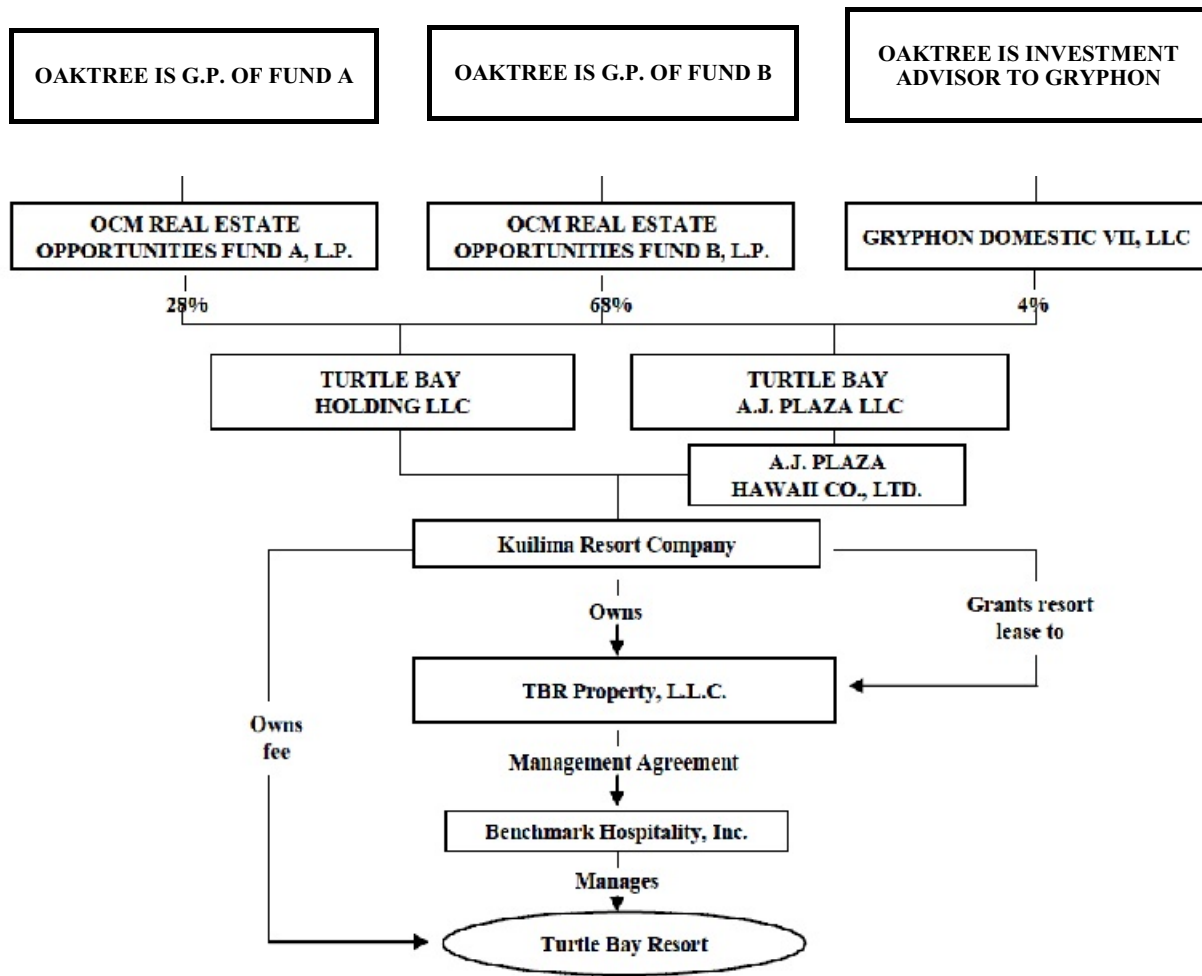 OAKTREE IS G.P. OF FUND A
OAKTREE IS G.P. OF FUND B
OAKTREE IS INVESTMENT
ADVISOR TO GRYPHON
OCM REAL ESTATE
OPPORTUNITIES FUND A, L.P.
OCM REAL ESTATE
OPPORTUNITIES FUND B, L.P.
GRYPHON DOMESTIC VII, LLC
28%
68%
4%
TURTLE BAY
HOLDING LLC
TURTLE BAY
A.J. PLAZA LLC
A.J. PLAZA
HAWAII CO., LTD.
Kuilima Resort Company
Owns
Grants resort
lease to
TBR Property, L.L.C.
Owns
fee
Management Agreement
Benchmark Hospitality, Inc.
Manages
Turtle Bay Resort